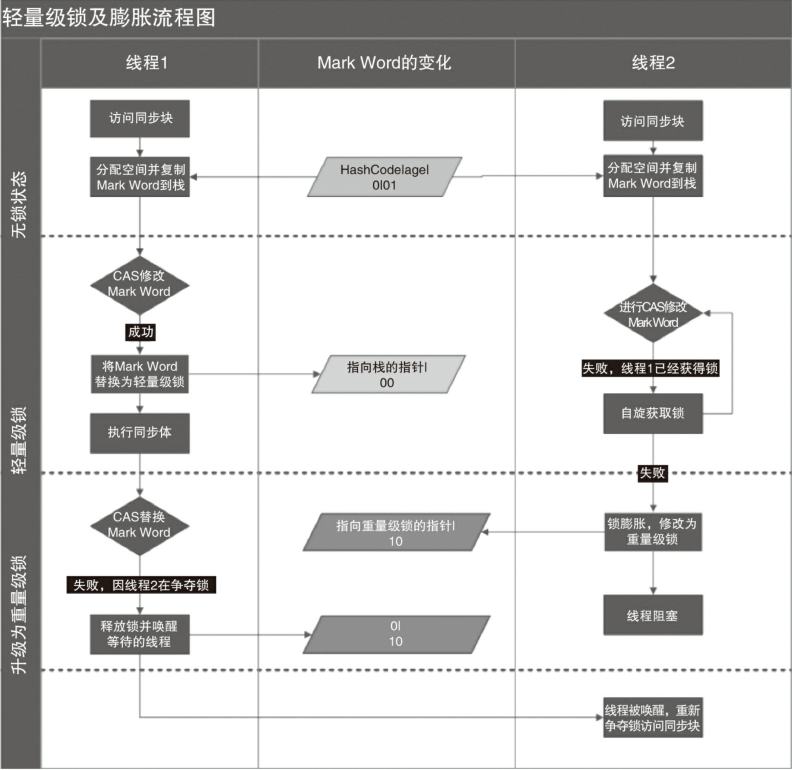 轻量级锁及膨胀流程图
线程1
Mark Word的变化
线程2
无锁状态
访问同步块
访问同步块
分配空间并复制
Mark Word到栈
HashCode|age|
0|01
分配空间并复制
Mark Word到栈
轻量级锁
CAS修改
Mark Word
进行CAS修改
Mark Word
成功
将Mark Word
替换为轻量级锁
指向栈的指针|
00
失败，线程1已经获得锁
执行同步体
自旋获取锁
失败
升级为重量级锁
CAS替换
Mark Word
指向重量级锁的指针|
10
锁膨胀，修改为
重量级锁
失败，因线程2在争夺锁
释放锁并唤醒
等待的线程
0|
10
线程阻塞
线程被唤醒，重新
争夺锁访问同步块